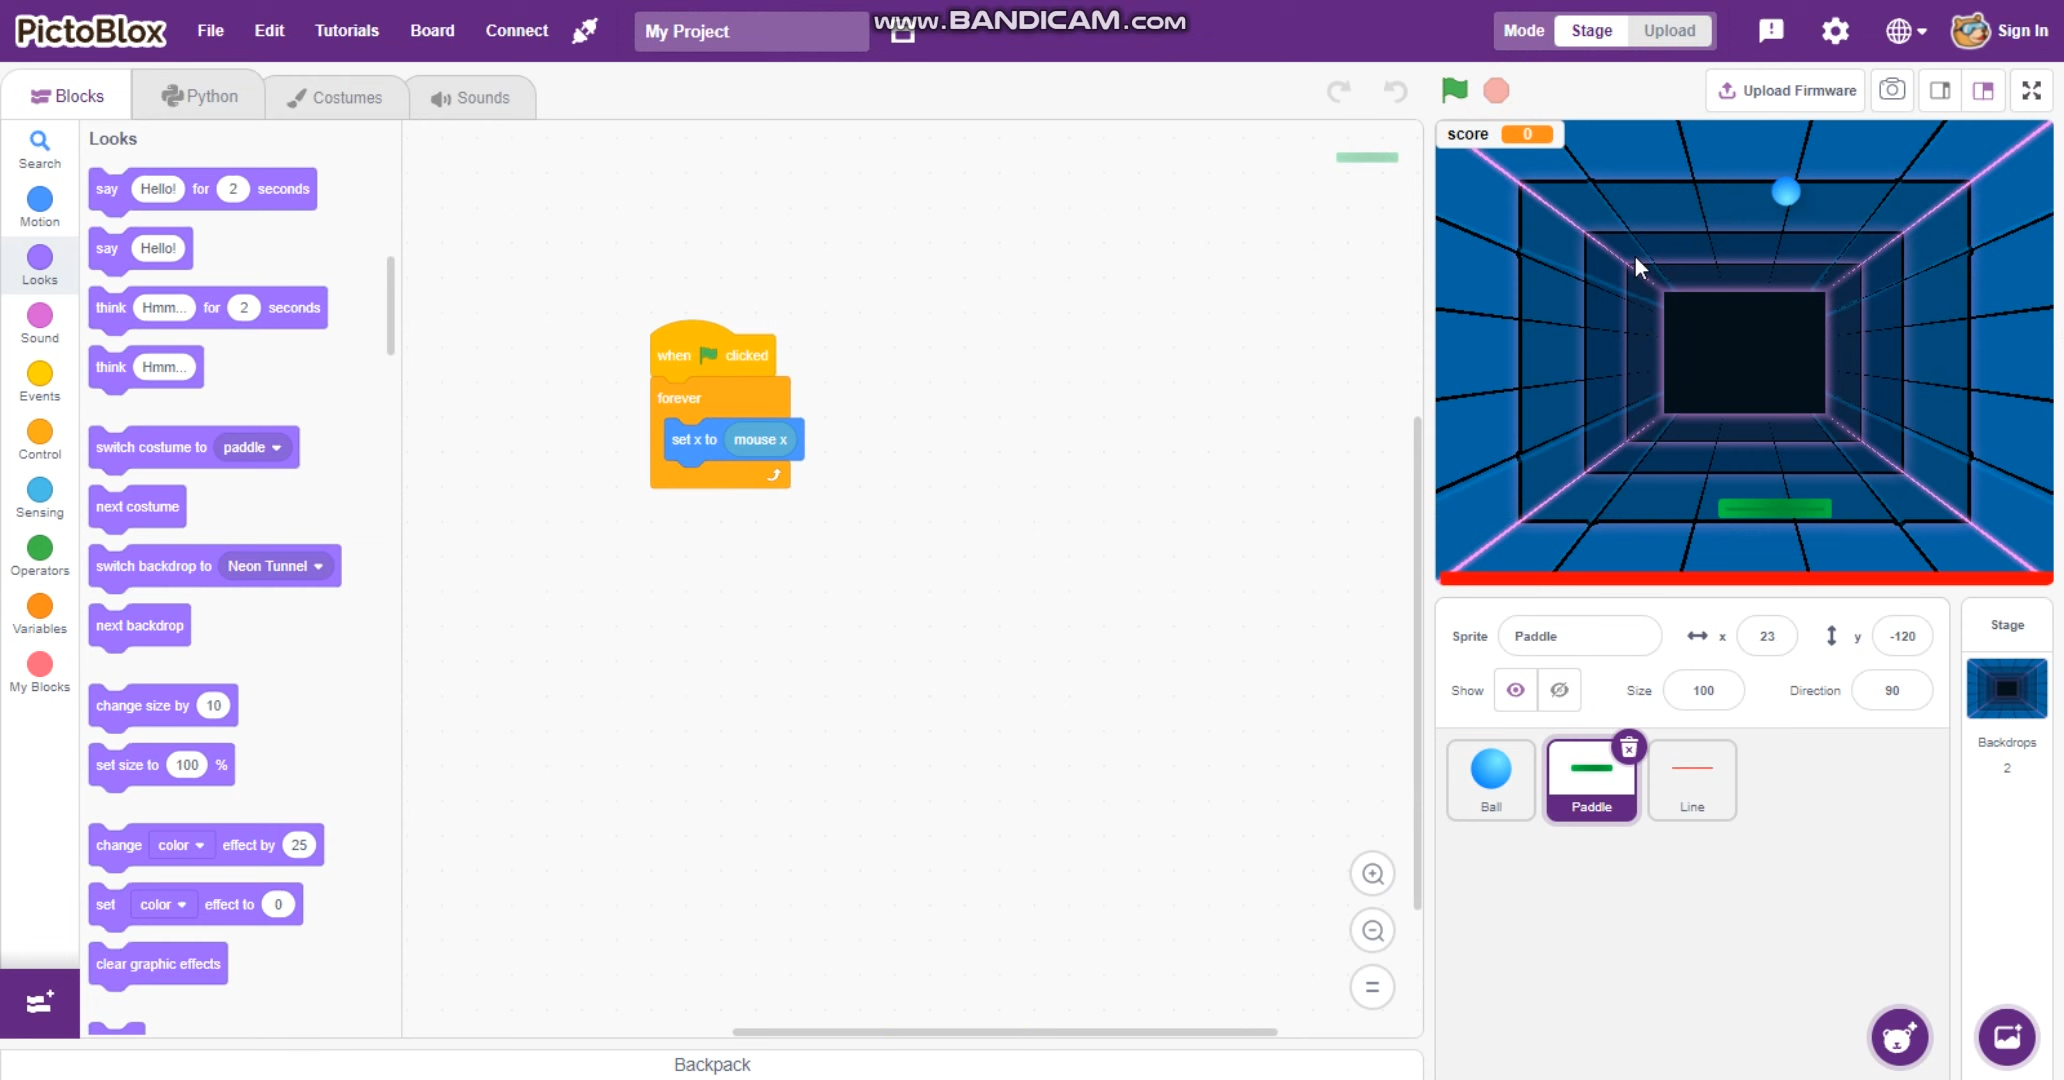 PictoBlox File Edit Tutorials Board Connect My Project www.BANDICAM.com Mode Stage Upload Sign In
Blocks Python Costumes Sounds Upload Firmware
Search
Motion
Looks
Sound
Events
Control
Sensing
Operators
Variables
My Blocks
Looks
say Hello! for 2 seconds
say Hello!
think Hmm... for 2 seconds
think Hmm...
switch costume to paddle
next costume
switch backdrop to Neon Tunnel
next backdrop
change size by 10
set size to 100 %
change color effect by 25
set color effect to 0
clear graphic effects
when clicked
forever
set x to mouse x
Backpack
score 0
Sprite Paddle x 23 y -120
Show Size 100 Direction 90
Ball Paddle Line
Stage
Backdrops
2